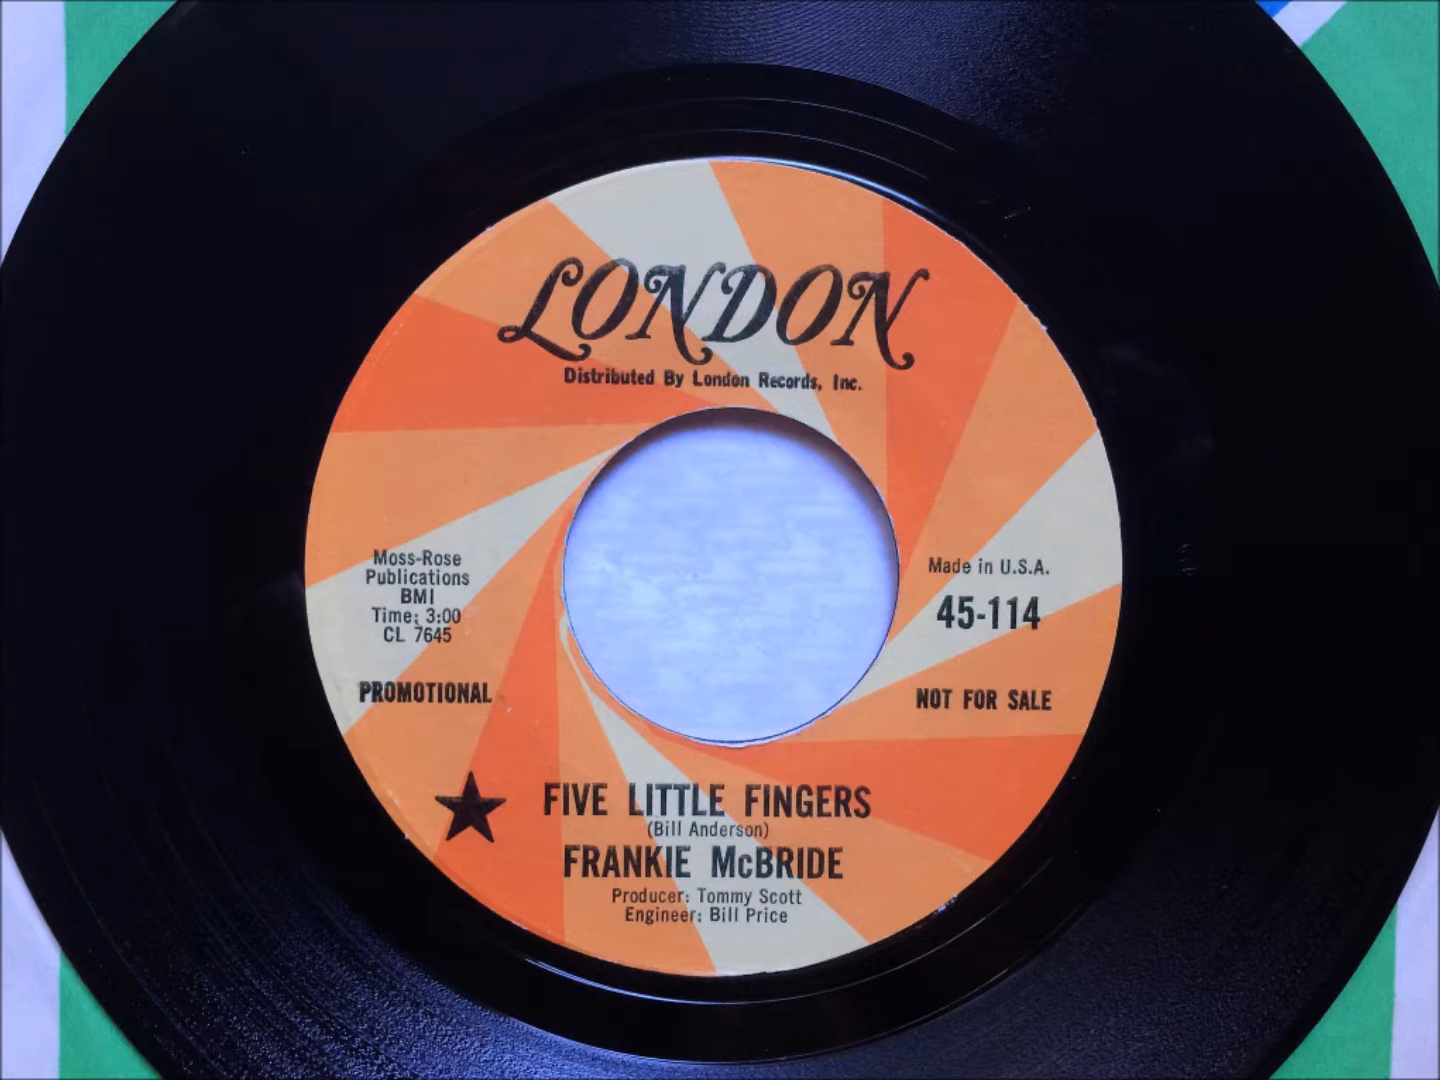 LONDON
Distributed By London Records, Inc.
Moss-Rose
Publications
BMI
Time: 3:00
CL 7645
PROMOTIONAL
Made in U.S.A.
45-114
NOT FOR SALE
FIVE LITTLE FINGERS
(Bill Anderson)
FRANKIE McBRIDE
Producer: Tommy Scott
Engineer: Bill Price